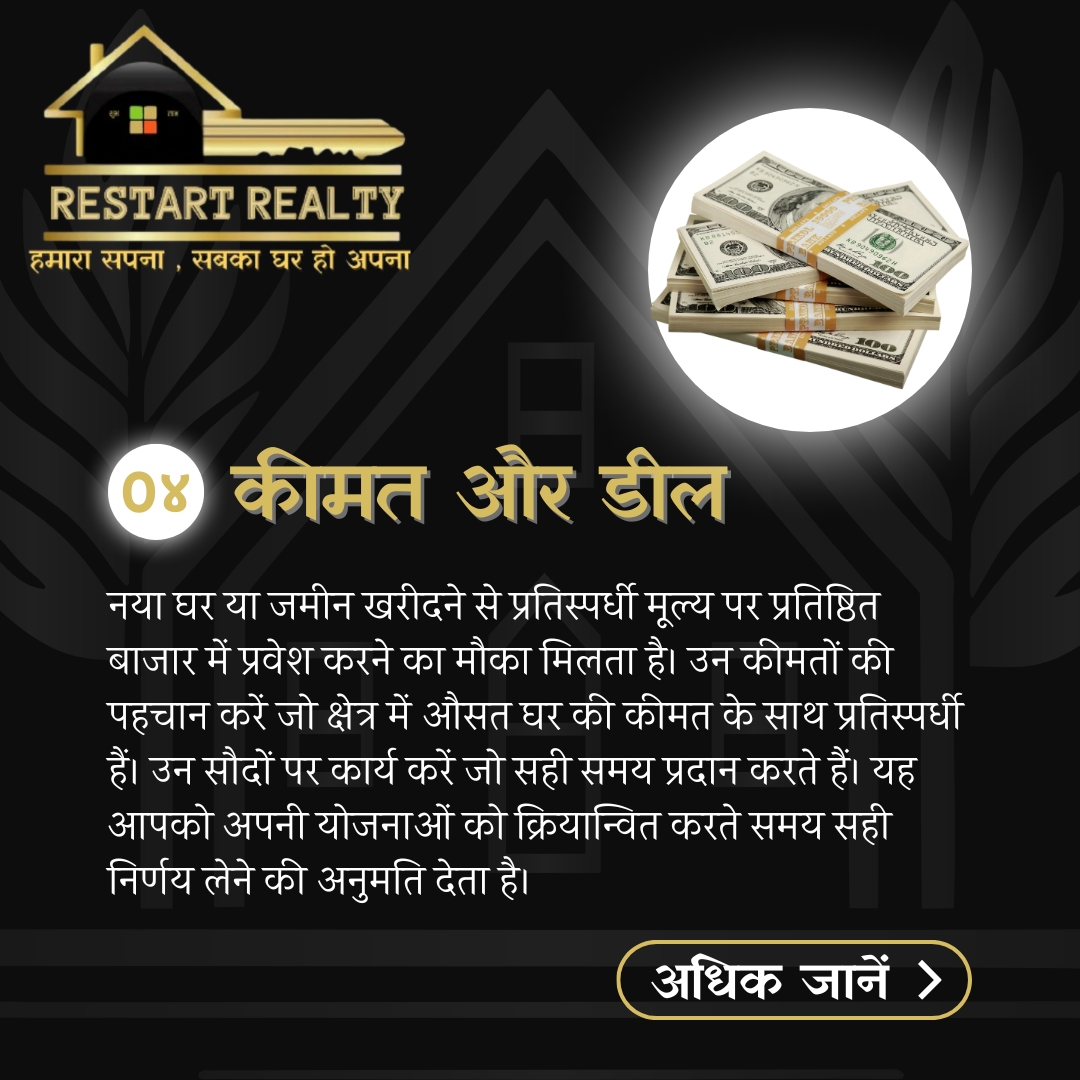 RESTART REALTY
हमारा सपना , सबका घर हो अपना
०४ कीमत और डील
नया घर या जमीन खरीदने से प्रतिस्पर्धी मूल्य पर प्रतिष्ठित
बाजार में प्रवेश करने का मौका मिलता है। उन कीमतों की
पहचान करें जो क्षेत्र में औसत घर की कीमत के साथ प्रतिस्पर्धी
हैं। उन सौदों पर कार्य करें जो सही समय प्रदान करते हैं। यह
आपको अपनी योजनाओं को क्रियान्वित करते समय सही
निर्णय लेने की अनुमति देता है।
अधिक जानें